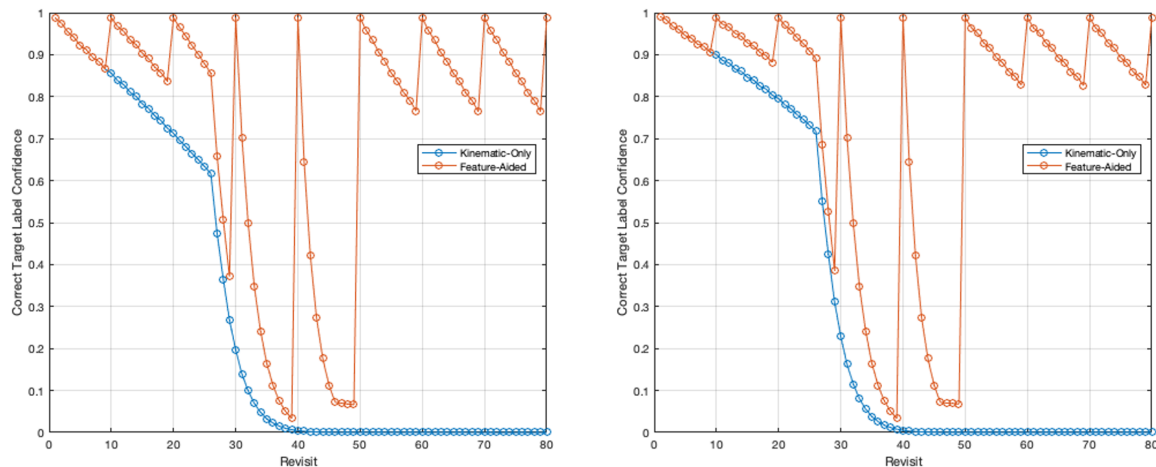 1
0.9
0.8
0.7
0.6
0.5
0.4
0.3
0.2
0.1
0
Correct Target Label Confidence
0 10 20 30 40 50 60 70 80
Revisit
Kinematic-Only
Feature-Aided
1
0.9
0.8
0.7
0.6
0.5
0.4
0.3
0.2
0.1
0
Correct Target Label Confidence
0 10 20 30 40 50 60 70 80
Revisit
Kinematic-Only
Feature-Aided